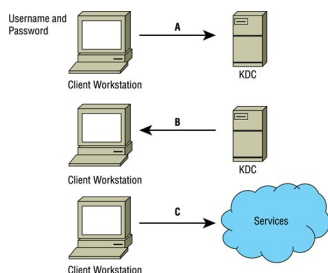 Username and
Password
A
KDC
Client Workstation
B
KDC
Client Workstation
C
Services
Client Workstation